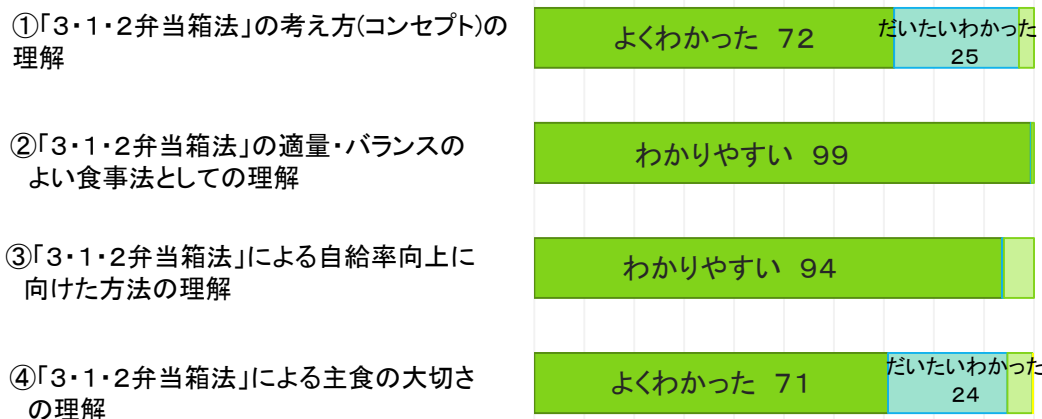 ①「3・1・2弁当箱法」の考え方(コンセプト)の
理解
よくわかった 72
だいたいわかった
25
②「3・1・2弁当箱法」の適量・バランスの
よい食事法としての理解
わかりやすい 99
③「3・1・2弁当箱法」による自給率向上に
向けた方法の理解
わかりやすい 94
④「3・1・2弁当箱法」による主食の大切さ
の理解
よくわかった 71
だいたいわかった
24